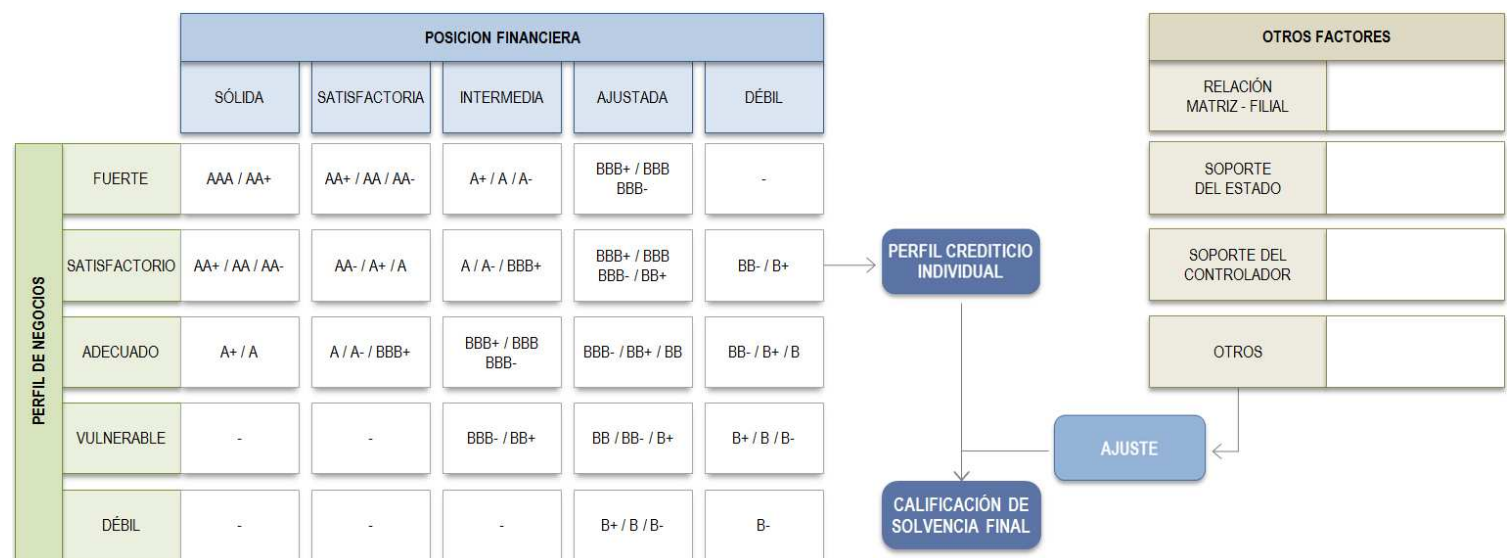 POSICION FINANCIERA
OTROS FACTORES
SÓLIDA
SATISFACTORIA
INTERMEDIA
AJUSTADA
DÉBIL
RELACIÓN
MATRIZ - FILIAL
PERFIL DE NEGOCIOS
FUERTE
AAA / AA+
AA+ / AA / AA-
A+ / A / A-
BBB+ / BBB
BBB-
-
SOPORTE
DEL ESTADO
SATISFACTORIO
AA+ / AA / AA-
AA- / A+ / A
A / A- / BBB+
BBB+ / BBB
BBB- / BB+
BB- / B+
PERFIL CREDITICIO
INDIVIDUAL
SOPORTE DEL
CONTROLADOR
ADECUADO
A+ / A
A / A- / BBB+
BBB+ / BBB
BBB-
BBB- / BB+ / BB
BB- / B+ / B
OTROS
VULNERABLE
-
-
BBB- / BB+
BB / BB- / B+
B+ / B / B-
AJUSTE
DÉBIL
-
-
-
B+ / B / B-
B-
CALIFICACIÓN DE
SOLVENCIA FINAL